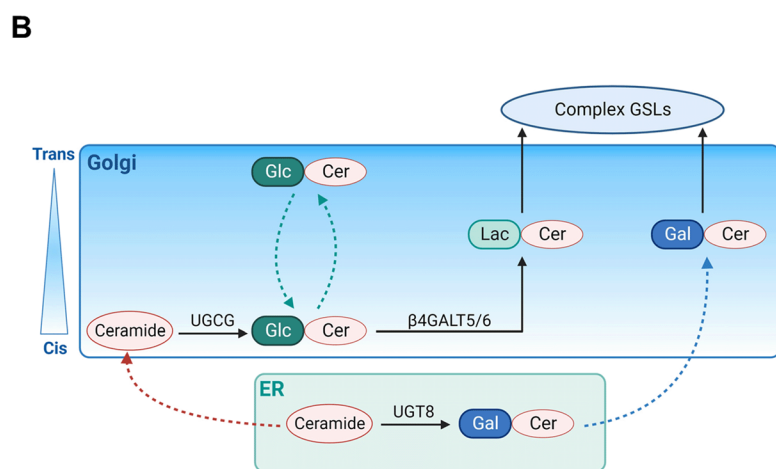 B
Complex GSLs
Trans
Golgi
Glc Cer
Lac Cer
Gal Cer
Ceramide
UGCG
Glc Cer
β4GALT5/6
Cis
ER
Ceramide
UGT8
Gal Cer